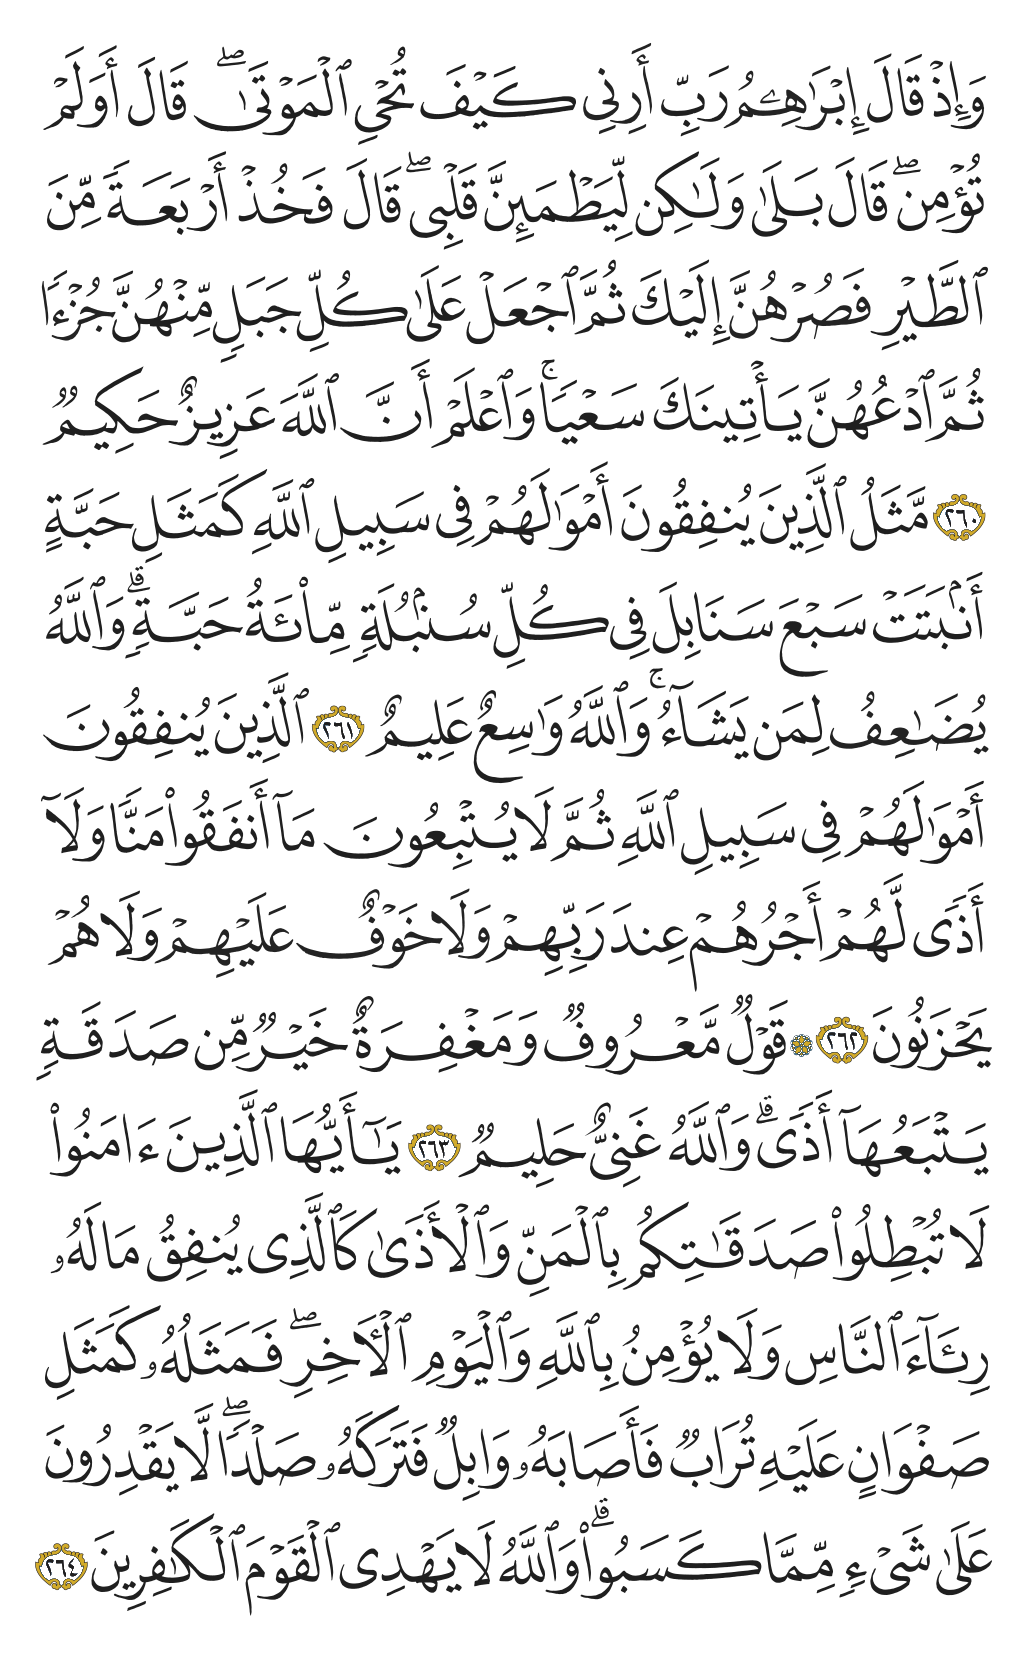 وَإِذۡ قَالَ إِبۡرَٰهِـۧمُ رَبِّ أَرِنِي كَيۡفَ تُحۡيِ ٱلۡمَوۡتَىٰۖ قَالَ أَوَلَمۡ
تُؤۡمِنۖ قَالَ بَلَىٰ وَلَٰكِن لِّيَطۡمَئِنَّ قَلۡبِيۖ قَالَ فَخُذۡ أَرۡبَعَةٗ مِّنَ
ٱلطَّيۡرِ فَصُرۡهُنَّ إِلَيۡكَ ثُمَّ ٱجۡعَلۡ عَلَىٰ كُلِّ جَبَلٖ مِّنۡهُنَّ جُزۡءٗا
ثُمَّ ٱدۡعُهُنَّ يَأۡتِينَكَ سَعۡيٗاۚ وَٱعۡلَمۡ أَنَّ ٱللَّهَ عَزِيزٌ حَكِيمٞ
٢٦٠ مَّثَلُ ٱلَّذِينَ يُنفِقُونَ أَمۡوَٰلَهُمۡ فِي سَبِيلِ ٱللَّهِ كَمَثَلِ حَبَّةٍ
أَنۢبَتَتۡ سَبۡعَ سَنَابِلَ فِي كُلِّ سُنۢبُلَةٖ مِّاْئَةُ حَبَّةٖۗ وَٱللَّهُ
يُضَٰعِفُ لِمَن يَشَآءُۚ وَٱللَّهُ وَٰسِعٌ عَلِيمٌ ٢٦١ ٱلَّذِينَ يُنفِقُونَ
أَمۡوَٰلَهُمۡ فِي سَبِيلِ ٱللَّهِ ثُمَّ لَا يُتۡبِعُونَ مَآ أَنفَقُواْ مَنّٗا وَلَآ
أَذٗى لَّهُمۡ أَجۡرُهُمۡ عِندَ رَبِّهِمۡ وَلَا خَوۡفٌ عَلَيۡهِمۡ وَلَا هُمۡ
يَحۡزَنُونَ ٢٦٢ ۞ قَوۡلٞ مَّعۡرُوفٞ وَمَغۡفِرَةٌ خَيۡرٞ مِّن صَدَقَةٖ
يَتۡبَعُهَآ أَذٗىۗ وَٱللَّهُ غَنِيٌّ حَلِيمٞ ٢٦٣ يَٰٓأَيُّهَا ٱلَّذِينَ ءَامَنُواْ
لَا تُبۡطِلُواْ صَدَقَٰتِكُم بِٱلۡمَنِّ وَٱلۡأَذَىٰ كَٱلَّذِي يُنفِقُ مَالَهُۥ
رِئَآءَ ٱلنَّاسِ وَلَا يُؤۡمِنُ بِٱللَّهِ وَٱلۡيَوۡمِ ٱلۡأٓخِرِۖ فَمَثَلُهُۥ كَمَثَلِ
صَفۡوَانٍ عَلَيۡهِ تُرَابٞ فَأَصَابَهُۥ وَابِلٞ فَتَرَكَهُۥ صَلۡدٗاۖ لَّا يَقۡدِرُونَ
عَلَىٰ شَيۡءٖ مِّمَّا كَسَبُواْۗ وَٱللَّهُ لَا يَهۡدِي ٱلۡقَوۡمَ ٱلۡكَٰفِرِينَ ٢٦٤